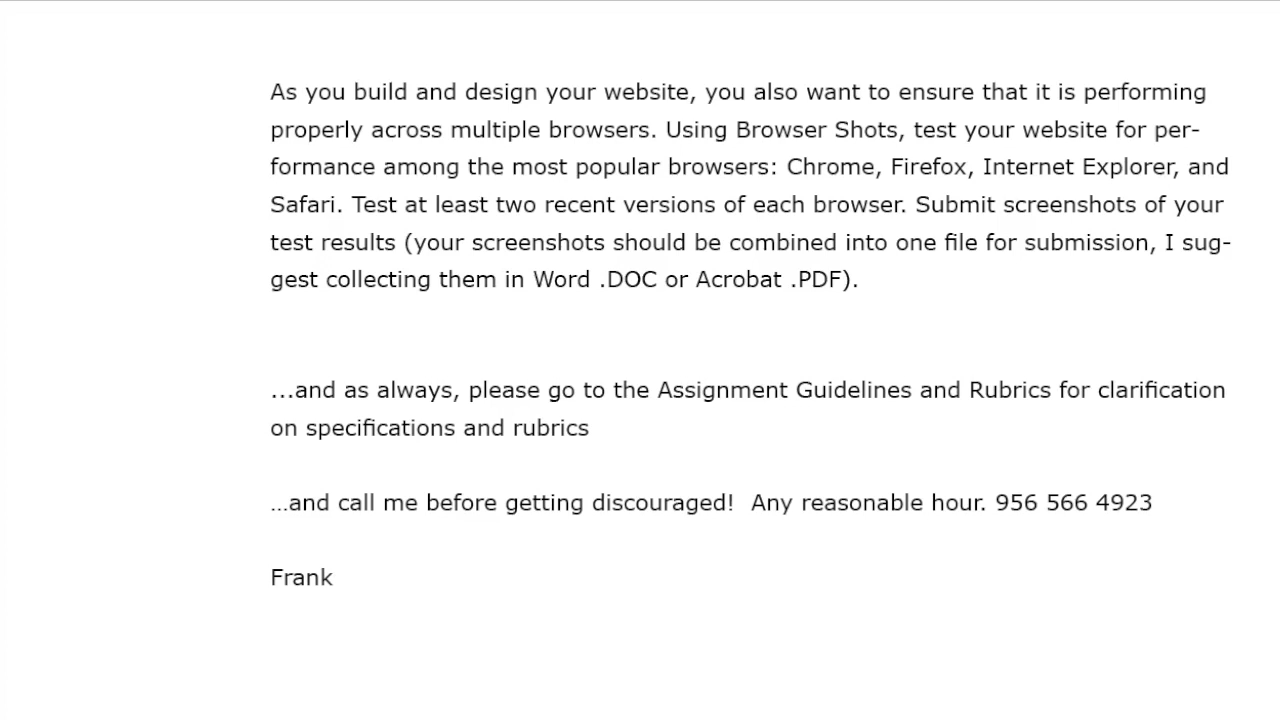 As you build and design your website, you also want to ensure that it is performing
properly across multiple browsers. Using Browser Shots, test your website for per-
formance among the most popular browsers: Chrome, Firefox, Internet Explorer, and
Safari. Test at least two recent versions of each browser. Submit screenshots of your
test results (your screenshots should be combined into one file for submission, I sug-
gest collecting them in Word .DOC or Acrobat .PDF).
...and as always, please go to the Assignment Guidelines and Rubrics for clarification
on specifications and rubrics
…and call me before getting discouraged!  Any reasonable hour. 956 566 4923
Frank